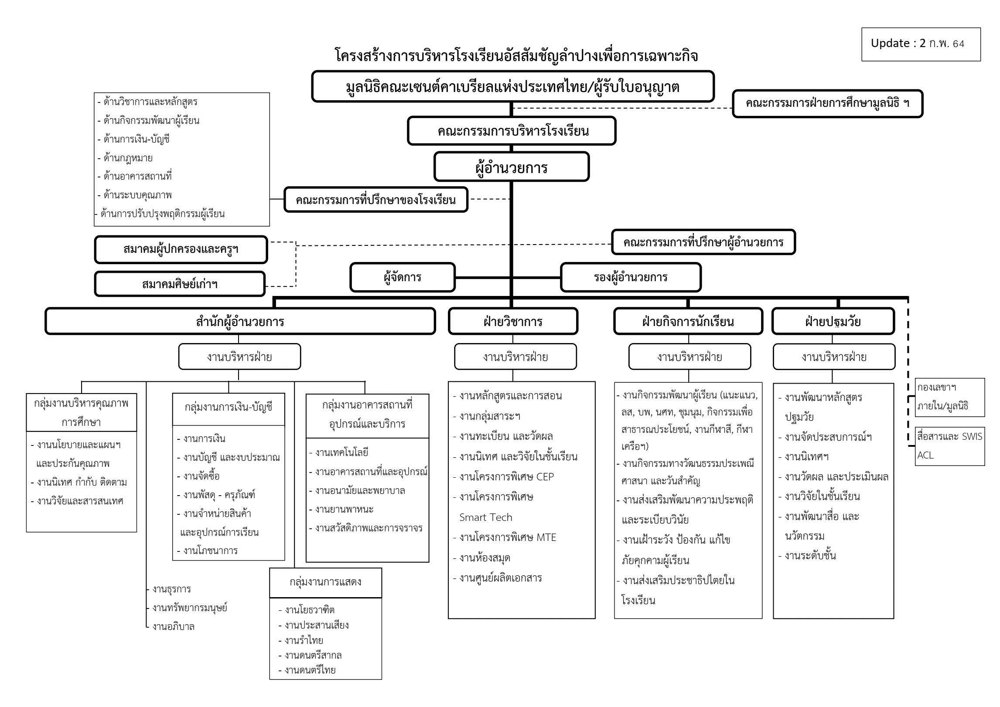 Update : 2 ก.พ. 64
โครงสร้างการบริหารโรงเรียนอัสสัมชัญลำปางเพื่อการเฉพาะกิจ
มูลนิธิคณะเซนต์คาเบรียลแห่งประเทศไทย/ผู้รับใบอนุญาต
คณะกรรมการฝ่ายการศึกษามูลนิธิ ฯ
คณะกรรมการบริหารโรงเรียน
ผู้อำนวยการ
- ด้านวิชาการและหลักสูตร
- ด้านกิจกรรมพัฒนาผู้เรียน
- ด้านการเงิน-บัญชี
- ด้านกฎหมาย
- ด้านอาคารสถานที่
- ด้านระบบคุณภาพ
- ด้านการปรับปรุงพฤติกรรมผู้เรียน
คณะกรรมการที่ปรึกษาของโรงเรียน
สมาคมผู้ปกครองและครูฯ
คณะกรรมการที่ปรึกษาผู้อำนวยการ
สมาคมศิษย์เก่าฯ
ผู้จัดการ
รองผู้อำนวยการ
สำนักผู้อำนวยการ
งานบริหารฝ่าย
กลุ่มงานบริหารคุณภาพ
การศึกษา
- งานนโยบายและแผนฯ
และประกันคุณภาพ
- งานนิเทศ กำกับ ติดตาม
- งานวิจัยและสารสนเทศ
- งานธุรการ
- งานทรัพยากรมนุษย์
- งานอภิบาล
กลุ่มงานการเงิน-บัญชี
- งานการเงิน
- งานบัญชี และงบประมาณ
- งานจัดซื้อ
- งานพัสดุ - ครุภัณฑ์
- งานจำหน่ายสินค้า
และอุปกรณ์การเรียน
- งานโภชนาการ
กลุ่มงานการแสดง
- งานโยธวาทิต
- งานประสานเสียง
- งานรำไทย
- งานดนตรีสากล
- งานดนตรีไทย
กลุ่มงานอาคารสถานที่
อุปกรณ์และบริการ
- งานเทคโนโลยี
- งานอาคารสถานที่และอุปกรณ์
- งานอนามัยและพยาบาล
- งานยานพาหนะ
- งานสวัสดิภาพและการจราจร
ฝ่ายวิชาการ
งานบริหารฝ่าย
- งานหลักสูตรและการสอน
- งานกลุ่มสาระฯ
- งานทะเบียน และวัดผล
- งานนิเทศ และวิจัยในชั้นเรียน
- งานโครงการพิเศษ CEP
- งานโครงการพิเศษ
Smart Tech
- งานโครงการพิเศษ MTE
- งานห้องสมุด
- งานศูนย์ผลิตเอกสาร
ฝ่ายกิจการนักเรียน
งานบริหารฝ่าย
- งานกิจกรรมพัฒนาผู้เรียน (แนะแนว,
ลส, บพ, นศท, ชุมนุม, กิจกรรมเพื่อ
สาธารณประโยชน์, งานกีฬาสี, กีฬา
เครือฯ)
- งานกิจกรรมทางวัฒนธรรมประเพณี
ศาสนา และวันสำคัญ
- งานส่งเสริมพัฒนาความประพฤติ
และระเบียบวินัย
- งานเฝ้าระวัง ป้องกัน แก้ไข
ภัยคุกคามผู้เรียน
- งานส่งเสริมประชาธิปไตยใน
โรงเรียน
ฝ่ายปฐมวัย
งานบริหารฝ่าย
- งานพัฒนาหลักสูตร
ปฐมวัย
- งานจัดประสบการณ์ฯ
- งานนิเทศฯ
- งานวัดผล และประเมินผล
- งานวิจัยในชั้นเรียน
- งานพัฒนาสื่อ และ
นวัตกรรม
- งานระดับชั้น
กองเลขาฯ
ภายใน/มูลนิธิ
สื่อสารและ SWIS
ACL